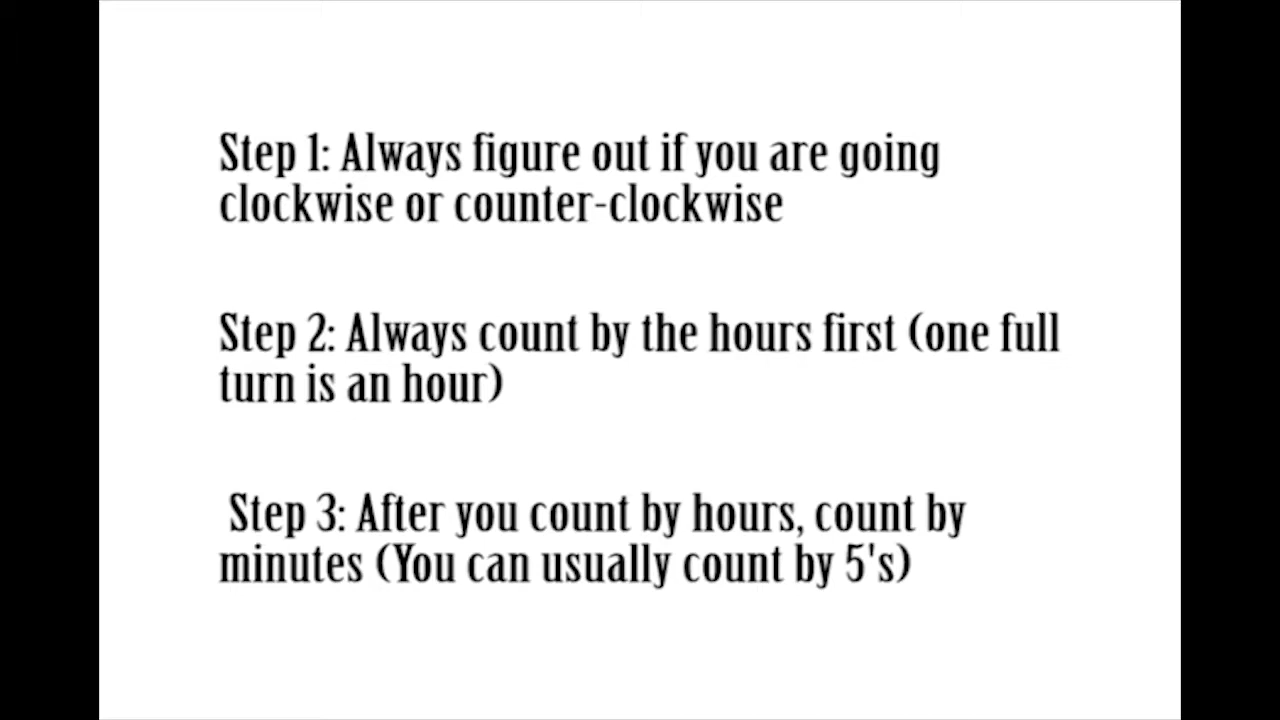 Step 1: Always figure out if you are going
clockwise or counter-clockwise
Step 2: Always count by the hours first (one full
turn is an hour)
Step 3: After you count by hours, count by
minutes (You can usually count by 5's)